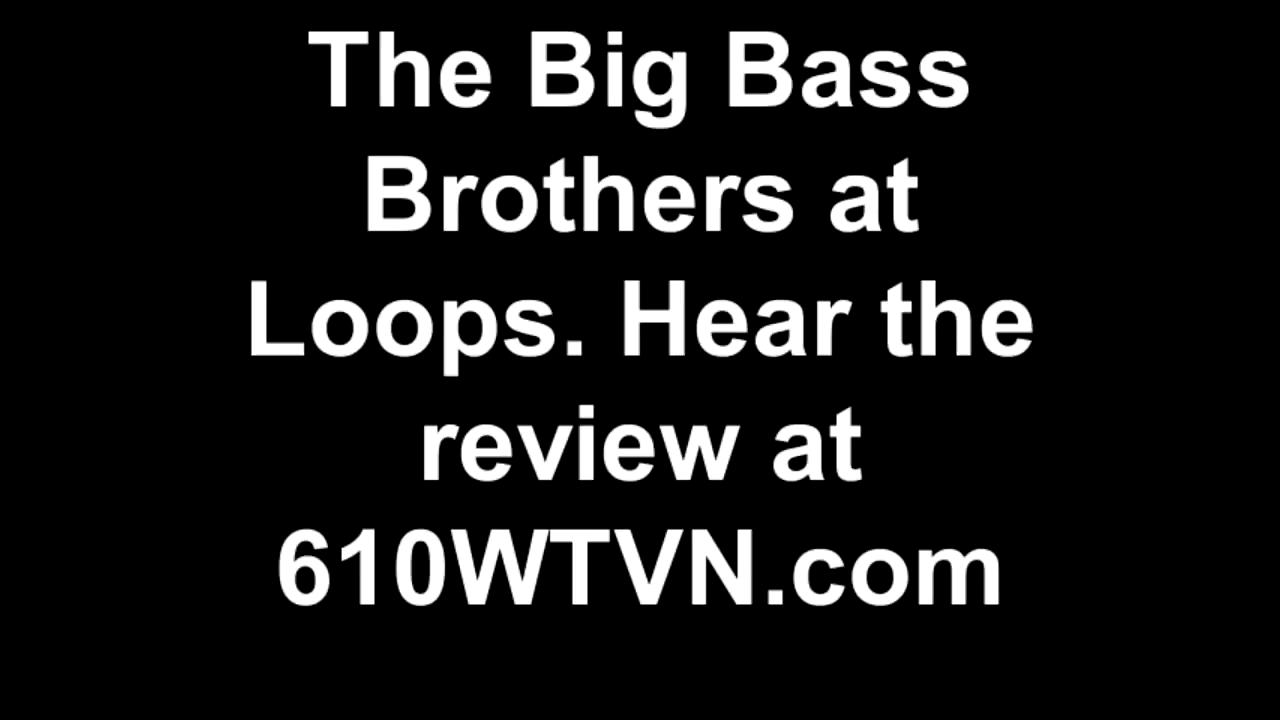 The Big Bass
Brothers at
Loops. Hear the
review at
610WTVN.com